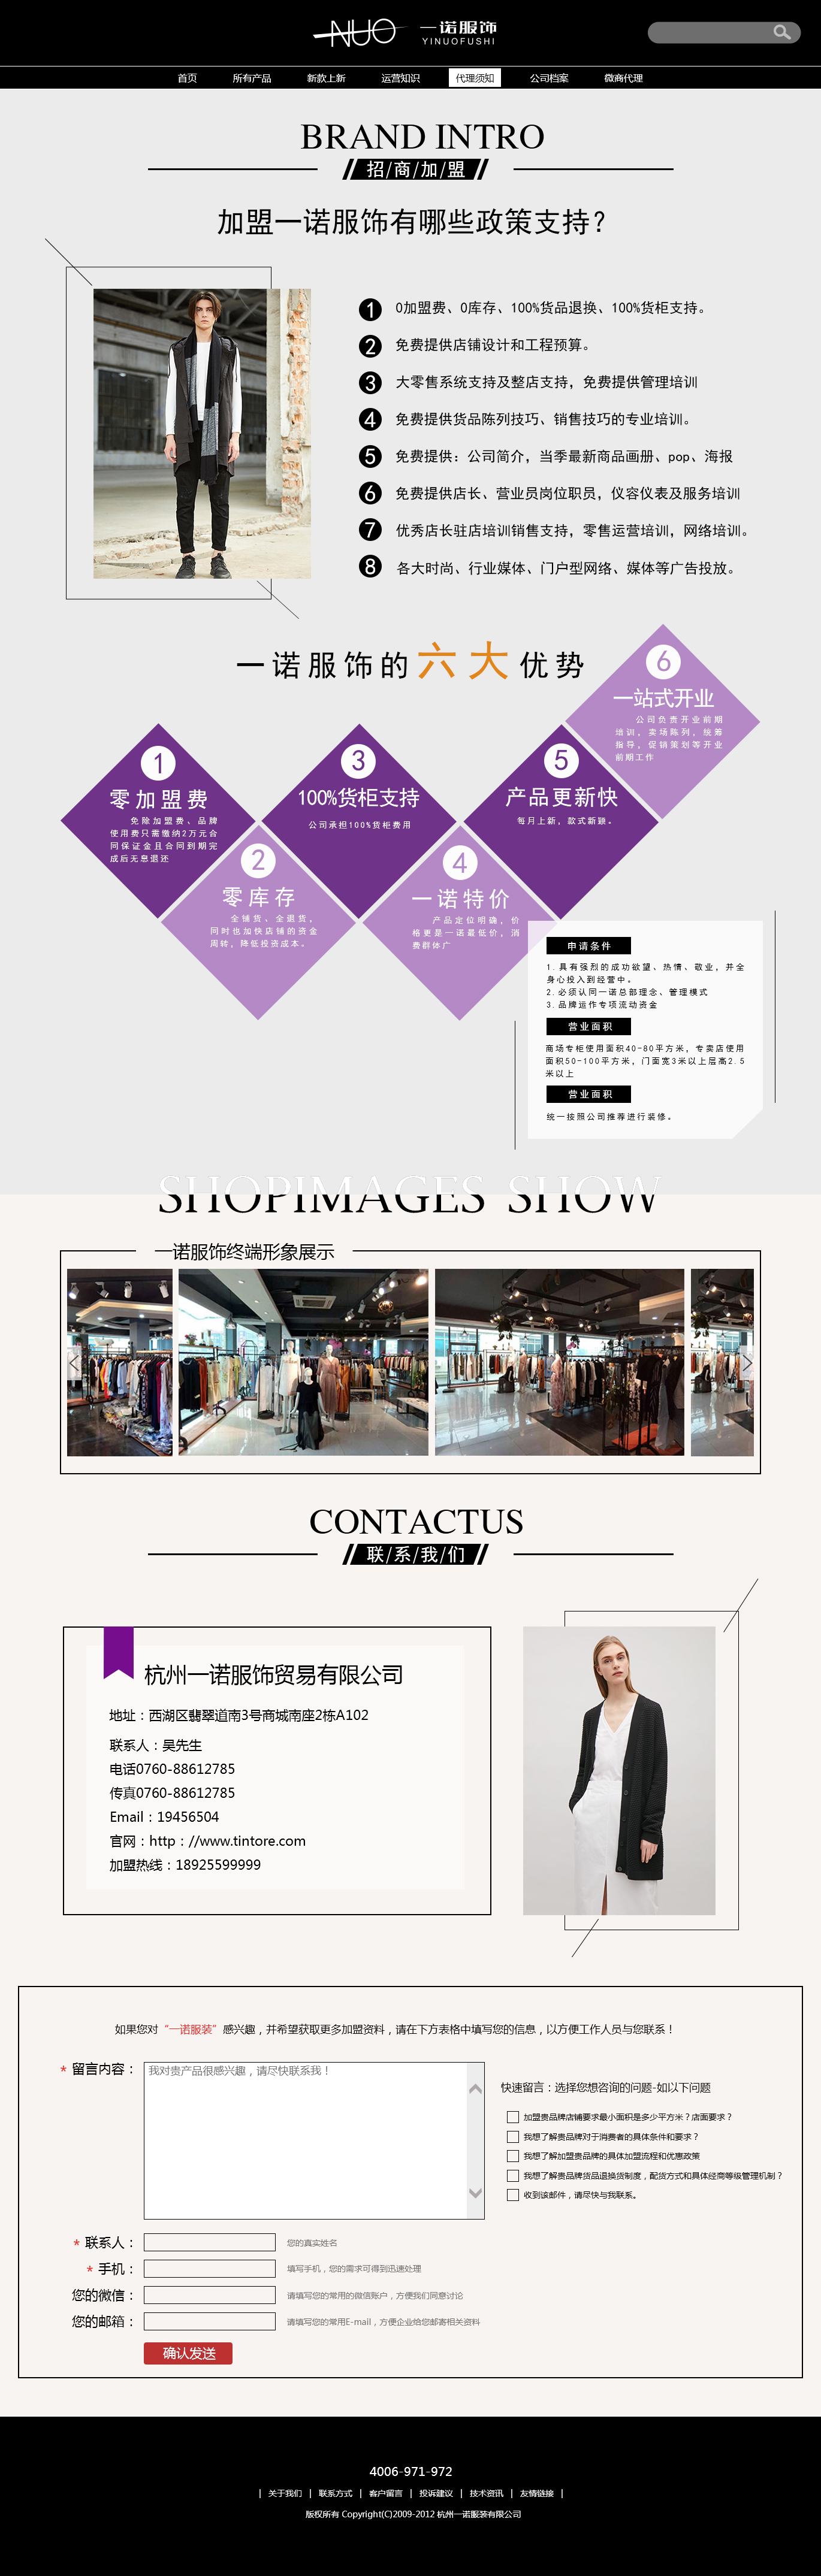 NUO 一诺服饰
YINUOFUSHI
首页 所有产品 新款上新 运营知识 代理须知 公司档案 微商代理
BRAND INTRO
招/商/加/盟
加盟一诺服饰有哪些政策支持?
1 0加盟费、0库存、100%货品退换、100%货柜支持。
2 免费提供店铺设计和工程预算。
3 大零售系统支持及整店支持，免费提供管理培训
4 免费提供货品陈列技巧、销售技巧的专业培训。
5 免费提供：公司简介，当季最新商品画册、pop、海报
6 免费提供店长、营业员岗位职员，仪容仪表及服务培训
7 优秀店长驻店培训销售支持，零售运营培训，网络培训。
8 各大时尚、行业媒体、门户型网络、媒体等广告投放。
一诺服饰的六大优势
1
零加盟费
免除加盟费、品牌
使用费只需缴纳2万元合
同保证金且合同到期完
成后无息退还
2
零库存
全铺货、全退货，
同时也加快店铺的资金
周转，降低投资成本。
3
100%货柜支持
公司承担100%货柜费用
4
一诺特价
产品定位明确，价
格更是一诺最低价，消
费群体广
5
产品更新快
每月上新，款式新颖。
6
一站式开业
公司负责开业前期
培训，卖场陈列，统筹
指导，促销策划等开业
前期工作
申请条件
1.具有强烈的成功欲望、热情、敬业，并全
身心投入到经营中。
2.必须认同一诺总部理念、管理模式
3.品牌运作专项流动资金
营业面积
商场专柜使用面积40-80平方米，专卖店使用
面积50-100平方米，门面宽3米以上层高2.5
米以上
营业面积
统一按照公司推荐进行装修。
SHOPIMAGES SHOW
一诺服饰终端形象展示
CONTACTUS
联/系/我/们
杭州一诺服饰贸易有限公司
地址：西湖区翡翠道南3号商城南座2栋A102
联系人：吴先生
电话0760-88612785
传真0760-88612785
Email：19456504
官网：http：//www.tintore.com
加盟热线：18925599999
如果您对“一诺服装”感兴趣，并希望获取更多加盟资料，请在下方表格中填写您的信息，以方便工作人员与您联系！
* 留言内容：
我对贵产品很感兴趣，请尽快联系我！
快速留言：选择您想咨询的问题-如以下问题
加盟贵品牌店铺要求最小面积是多少平方米？店面要求？
我想了解贵品牌对于消费者的具体条件和要求？
我想了解加盟贵品牌的具体加盟流程和优惠政策
我想了解贵品牌货品退换货制度，配货方式和具体经商等级管理机制？
收到该邮件，请尽快与我联系。
* 联系人： 您的真实姓名
* 手机： 填写手机，您的需求可得到迅速处理
您的微信： 请填写您的常用的微信账户，方便我们同意讨论
您的邮箱： 请填写您的常用E-mail，方便企业给您邮寄相关资料
确认发送
4006-971-972
| 关于我们 | 联系方式 | 客户留言 | 投诉建议 | 技术资讯 | 友情链接 |
版权所有 Copyright(C)2009-2012 杭州一诺服装有限公司